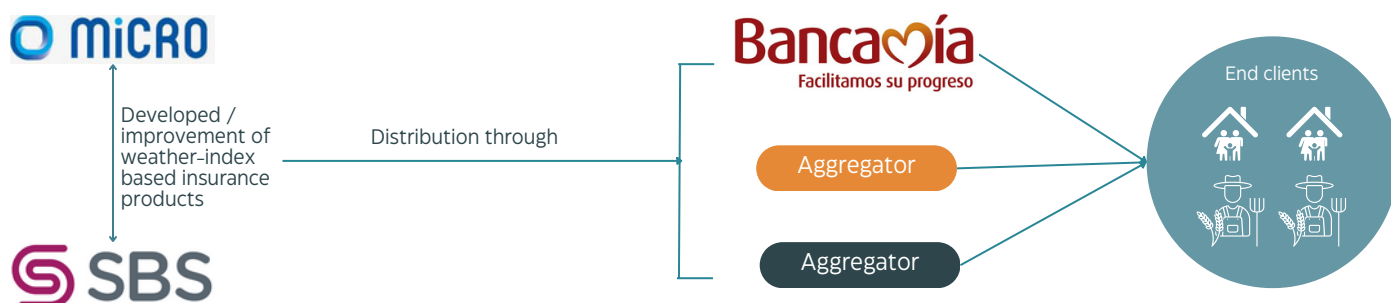 MiCRO
Developed /
improvement of
weather-index
based insurance
products
SBS
Distribution through
Bancamía
Facilitamos su progreso
Aggregator
Aggregator
End clients